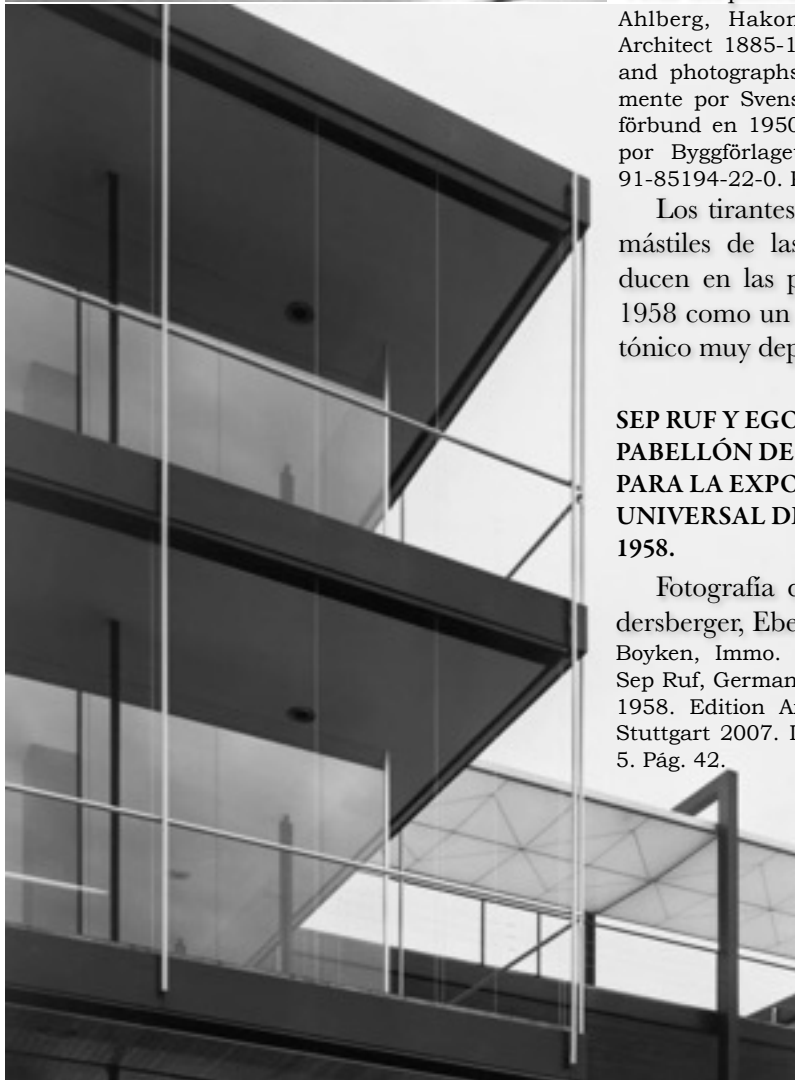 Ahlberg, Hakon
Architect 1885-1
and photographs
mente por Svens
förbund en 1950
por Byggförlaget
91-85194-22-0.
Los tirantes
mástiles de las
ducen en las p
1958 como un
tónico muy dep
SEP RUF Y EGO
PABELLÓN DE
PARA LA EXPO
UNIVERSAL DE
1958.
Fotografía d
dersberger, Ebe
Boyken, Immo.
Sep Ruf, German
1958. Edition A
Stuttgart 2007. I
5. Pág. 42.